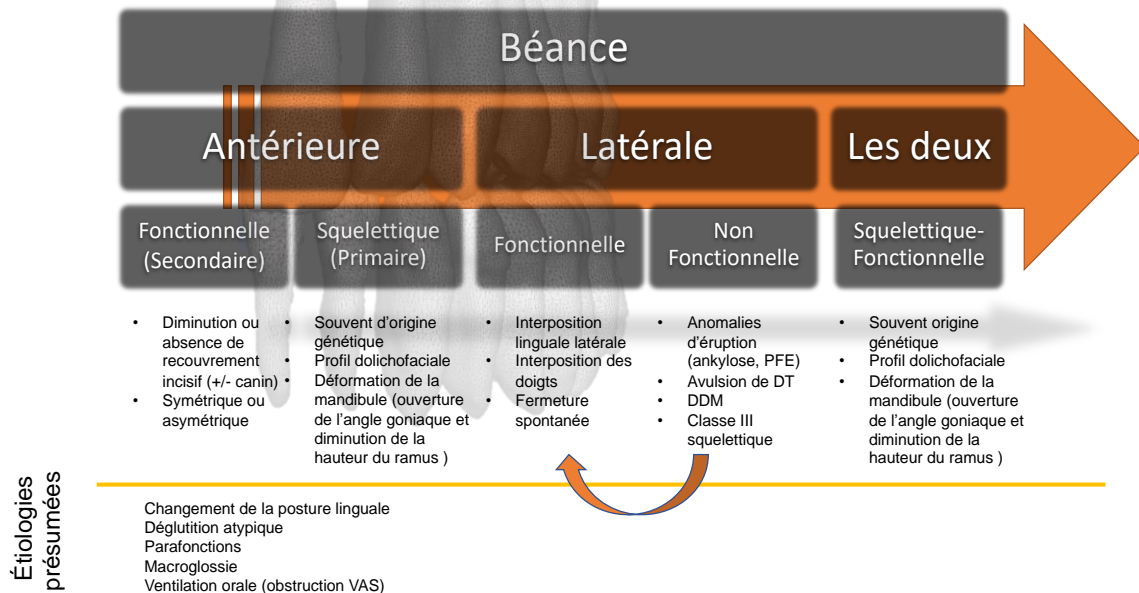 Béance
Antérieure
Latérale
Les deux
Fonctionnelle
(Secondaire)
Squelettique
(Primaire)
Fonctionnelle
Non
Fonctionnelle
Squelettique-
Fonctionnelle
• Diminution ou
absence de
recouvrement
incisif (+/- canin)
• Symétrique ou
asymétrique
• Souvent d'origine
génétique
• Profil dolichofaciale
• Déformation de la
mandibule (ouverture
de l'angle goniaque et
diminution de la
hauteur du ramus )
• Interposition
linguale latérale
• Interposition des
doigts
• Fermeture
spontanée
• Anomalies
d'éruption
(ankylose, PFE)
• Avulsion de DT
• DDM
• Classe III
squelettique
• Souvent origine
génétique
• Profil dolichofaciale
• Déformation de la
mandibule (ouverture
de l'angle goniaque et
diminution de la
hauteur du ramus )
Étiologies
présumées
Changement de la posture linguale
Déglutition atypique
Parafonctions
Macroglossie
Ventilation orale (obstruction VAS)